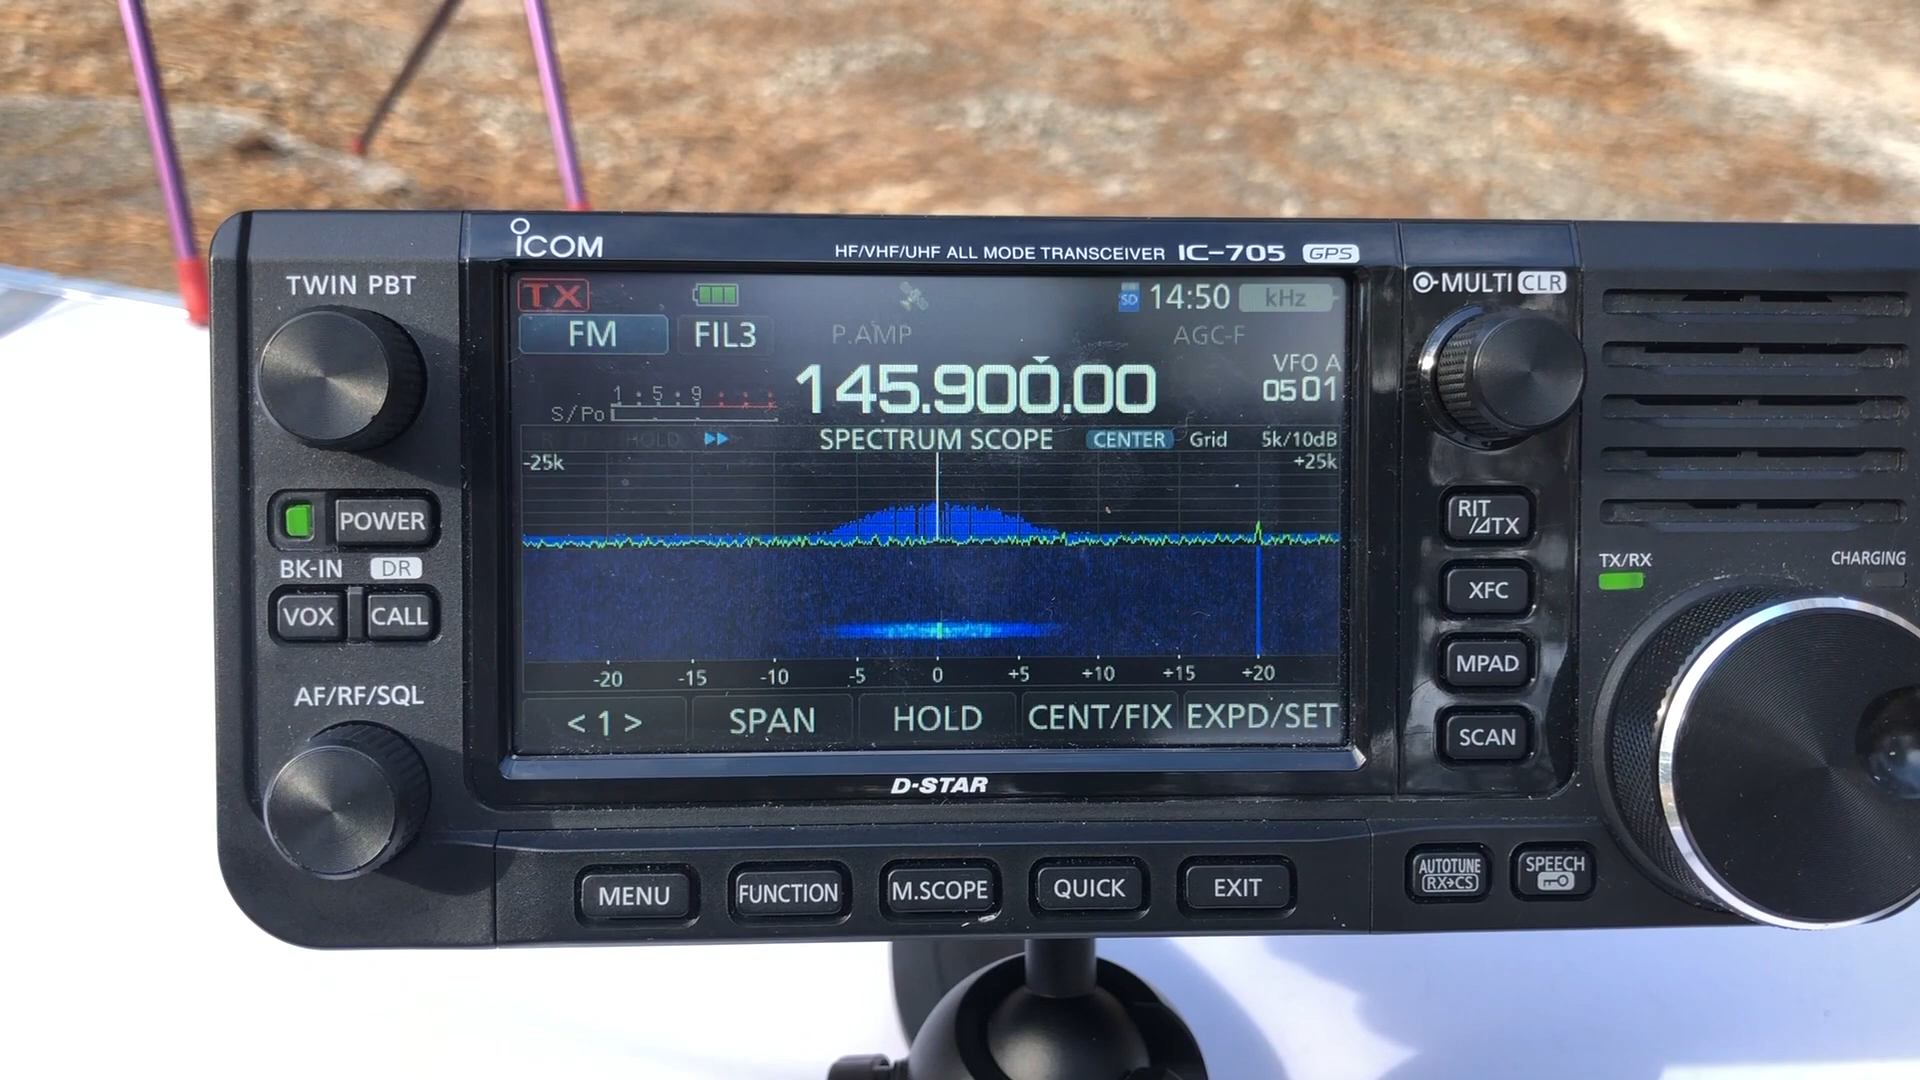 ICOM
HF/VHF/UHF ALL MODE TRANSCEIVER IC-705 GPS
TWIN PBT
MULTI CLR
TX
SD
14:50
kHz
FM
FIL3
P.AMP
AGC-F
145.900.00
VFO A
0501
1 : 5 : 9
S/Po
HOLD
SPECTRUM SCOPE
CENTER
Grid
5k/10dB
-25k
+25k
-20 -15 -10 -5 0 +5 +10 +15 +20
< 1 >
SPAN
HOLD
CENT/FIX
EXPD/SET
D-STAR
POWER
BK-IN
DR
VOX
CALL
AF/RF/SQL
RIT
/⊿TX
XFC
MPAD
SCAN
TX/RX
CHARGING
MENU
FUNCTION
M.SCOPE
QUICK
EXIT
AUTOTUNE
RX→CS
SPEECH